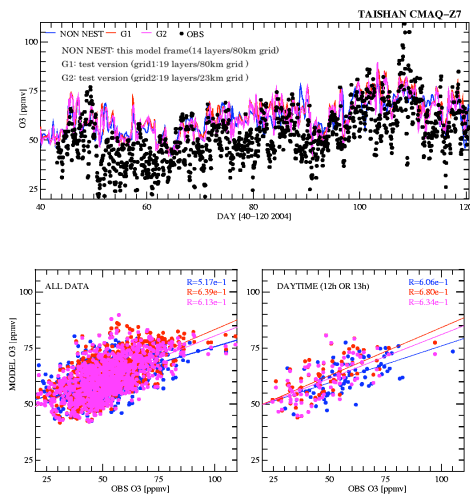 TAISHAN CMAQ-Z7
NON NEST G1 G2 OBS
NON NEST: this model frame(14 layers/80km grid)
G1: test version (grid1:19 layers/80km grid )
G2: test version (grid2:19 layers/23km grid )
O3 [ppmv]
100
75
50
25
40 60 80 100 120
DAY [40-120 2004]
ALL DATA
R=5.17e-1
R=6.39e-1
R=6.13e-1
MODEL O3 [ppmv]
100
75
50
25
25 50 75 100
OBS O3 [ppmv]
DAYTIME (12h OR 13h)
R=6.06e-1
R=6.80e-1
R=6.34e-1
100
75
50
25
25 50 75 100
OBS O3 [ppmv]